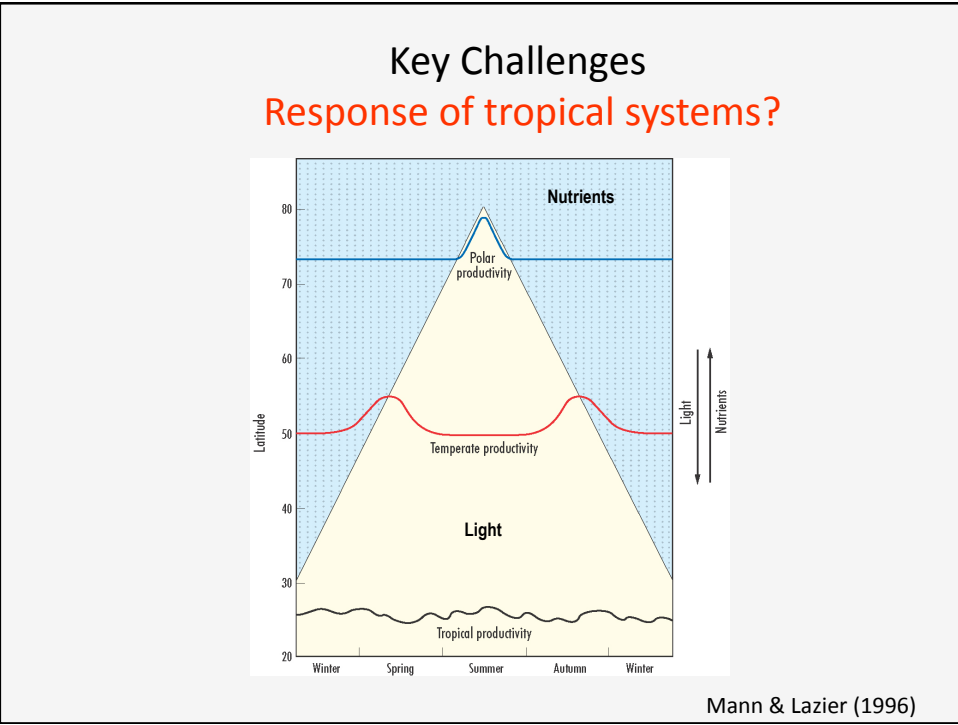 Key Challenges
Response of tropical systems?
Nutrients
80
Polar
productivity
70
60
Light
Nutrients
Latitude
50
Temperate productivity
40
Light
30
Tropical productivity
20
Winter
Spring
Summer
Autumn
Winter
Mann & Lazier (1996)